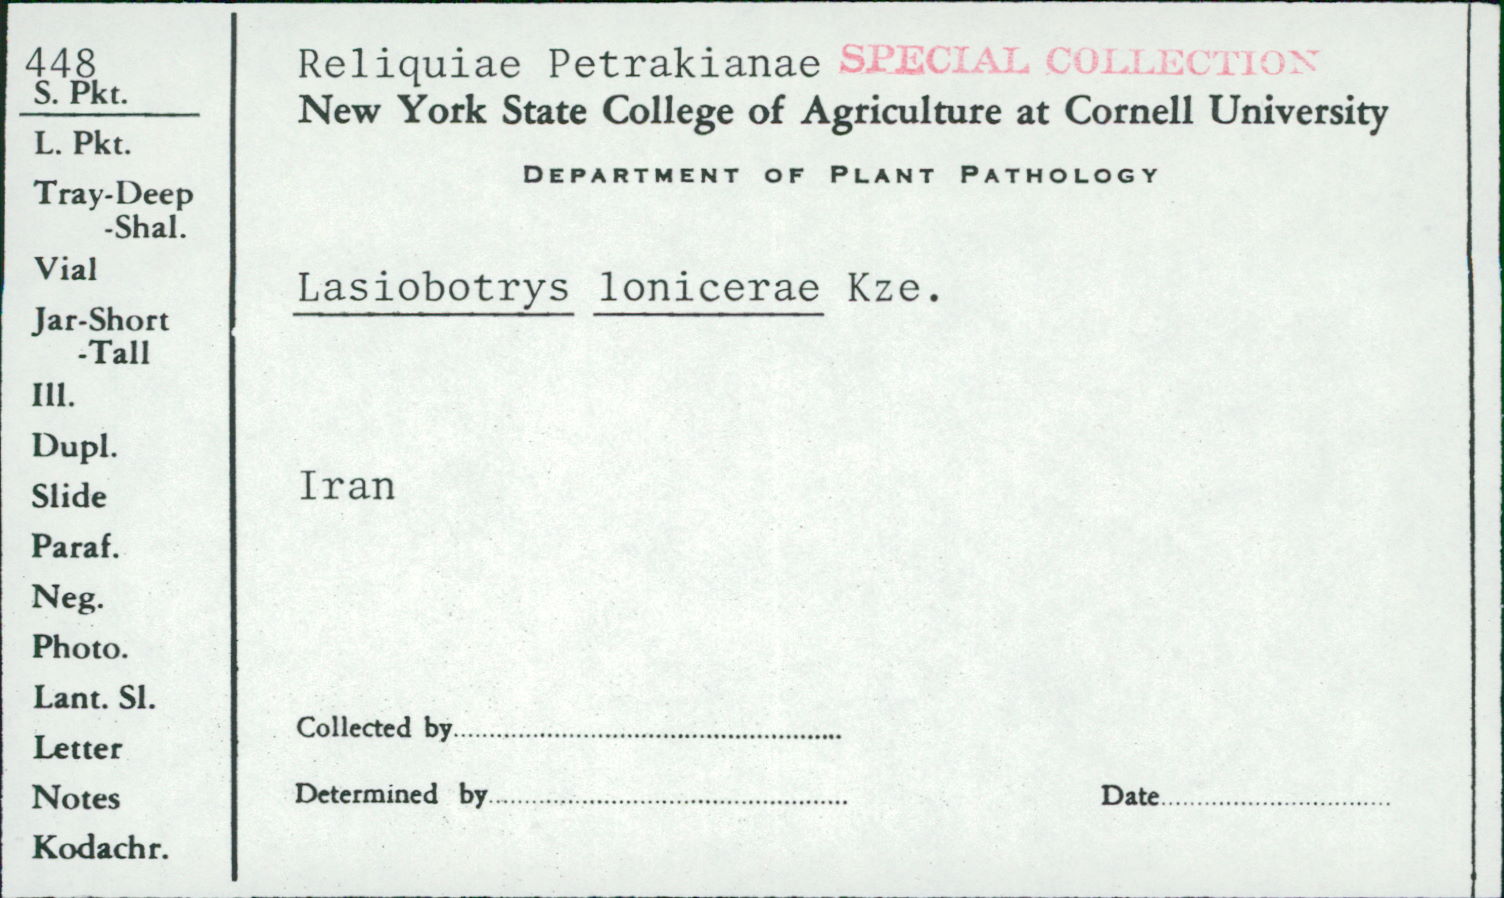 448
S. Pkt.
L. Pkt.
Tray-Deep
-Shal.
Vial
Jar-Short
-Tall
Ill.
Dupl.
Slide
Paraf.
Neg.
Photo.
Lant. Sl.
Letter
Notes
Kodachr.
Reliquiae Petrakianae SPECIAL COLLECTION
New York State College of Agriculture at Cornell University
DEPARTMENT OF PLANT PATHOLOGY
Lasiobotrys lonicerae Kze.
Iran
Collected by
Determined by Date